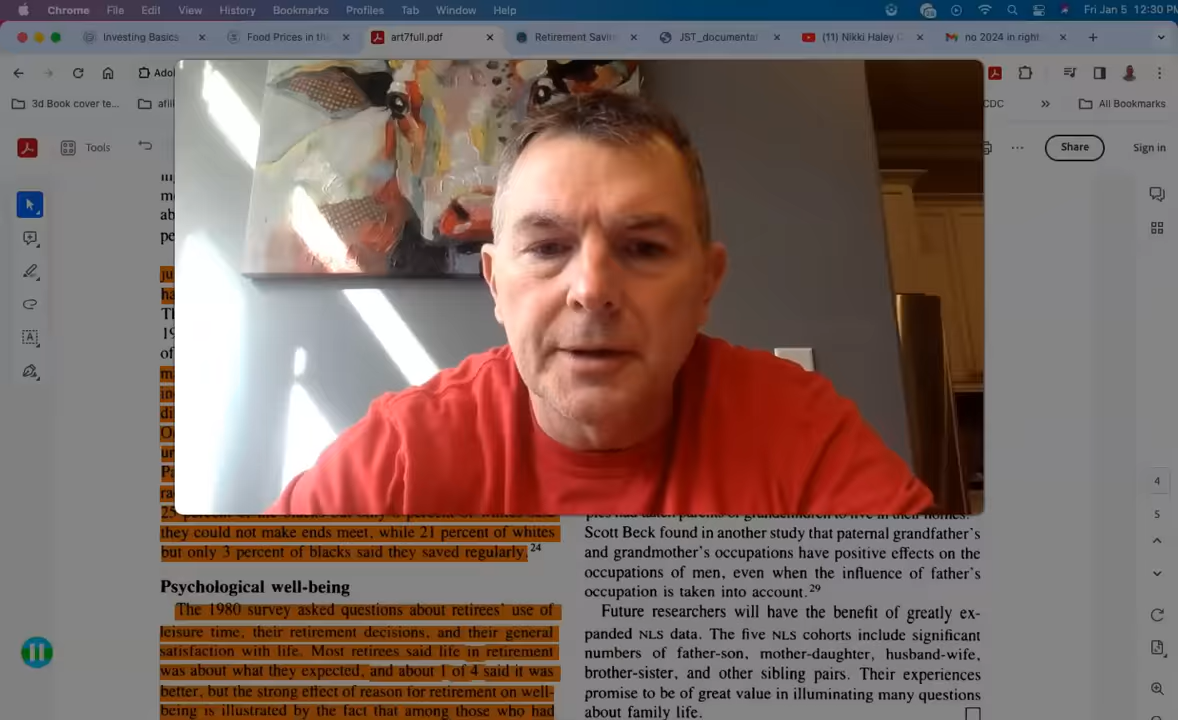 Chrome File Edit View History Bookmarks Profiles Tab Window Help Fri Jan 5 12:30 PM
Investing Basics Food Prices in the art7full.pdf Retirement Savin JST_documentat (11) Nikki Haley no 2024 in right
3d Book cover te... CDC All Bookmarks
Tools Share Sign in
4
5
they could not make ends meet, while 21 percent of whites
but only 3 percent of blacks said they saved regularly. 24
Psychological well-being
The 1980 survey asked questions about retirees' use of
leisure time, their retirement decisions, and their general
satisfaction with life. Most retirees said life in retirement
was about what they expected, and about 1 of 4 said it was
better, but the strong effect of reason for retirement on well-
being is illustrated by the fact that among those who had
Scott Beck found in another study that paternal grandfather's
and grandmother's occupations have positive effects on the
occupations of men, even when the influence of father's
occupation is taken into account.29
Future researchers will have the benefit of greatly ex-
panded NLS data. The five NLS cohorts include significant
numbers of father-son, mother-daughter, husband-wife,
brother-sister, and other sibling pairs. Their experiences
promise to be of great value in illuminating many questions
about family life.